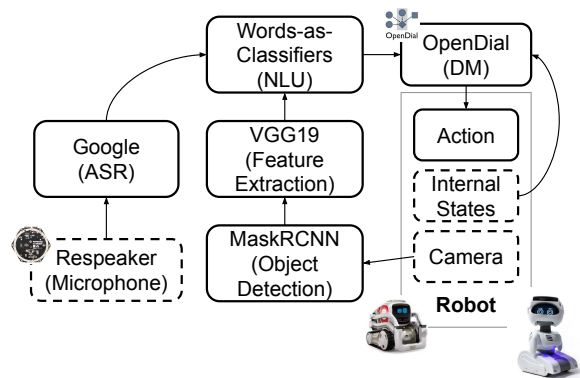 Words-as-
Classifiers
(NLU)
OpenDial
OpenDial
(DM)
Google
(ASR)
VGG19
(Feature
Extraction)
Action
Internal
States
Respeaker
(Microphone)
MaskRCNN
(Object
Detection)
Camera
Robot